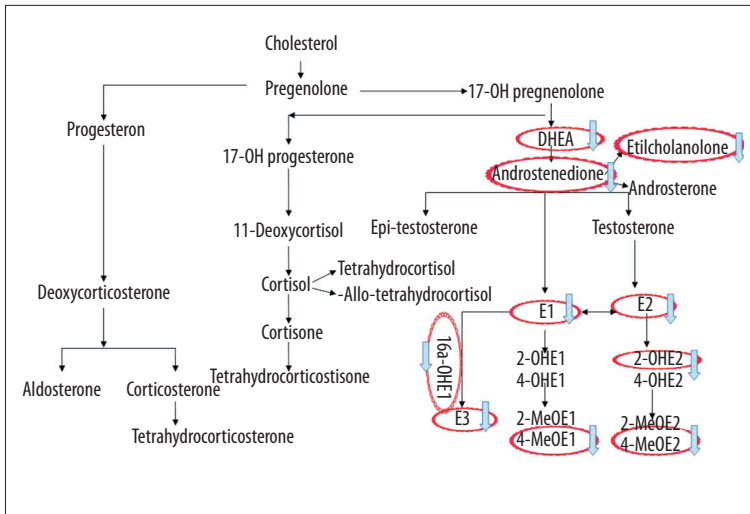 Cholesterol
Pregenolone
17-OH pregnenolone
Progesteron
DHEA
Etilcholanolone
17-OH progesterone
Androstenedione
Androsterone
11-Deoxycortisol
Epi-testosterone
Testosterone
Tetrahydrocortisol
Cortisol
-Allo-tetrahydrocortisol
Deoxycorticosterone
E1
E2
Cortisone
16a-OHE1
2-OHE1
4-OHE1
2-OHE2
4-OHE2
Tetrahydrocorticostisone
Aldosterone
Corticosterone
E3
2-MeOE1
4-MeOE1
2-MeOE2
4-MeOE2
Tetrahydrocorticosterone